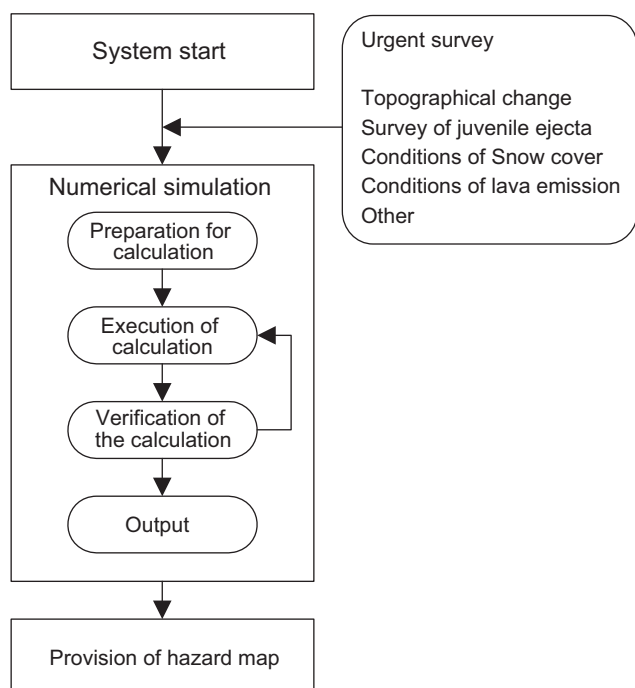 System start
Urgent survey
Topographical change
Survey of juvenile ejecta
Conditions of Snow cover
Conditions of lava emission
Other
Numerical simulation
Preparation for
calculation
Execution of
calculation
Verification of
the calculation
Output
Provision of hazard map